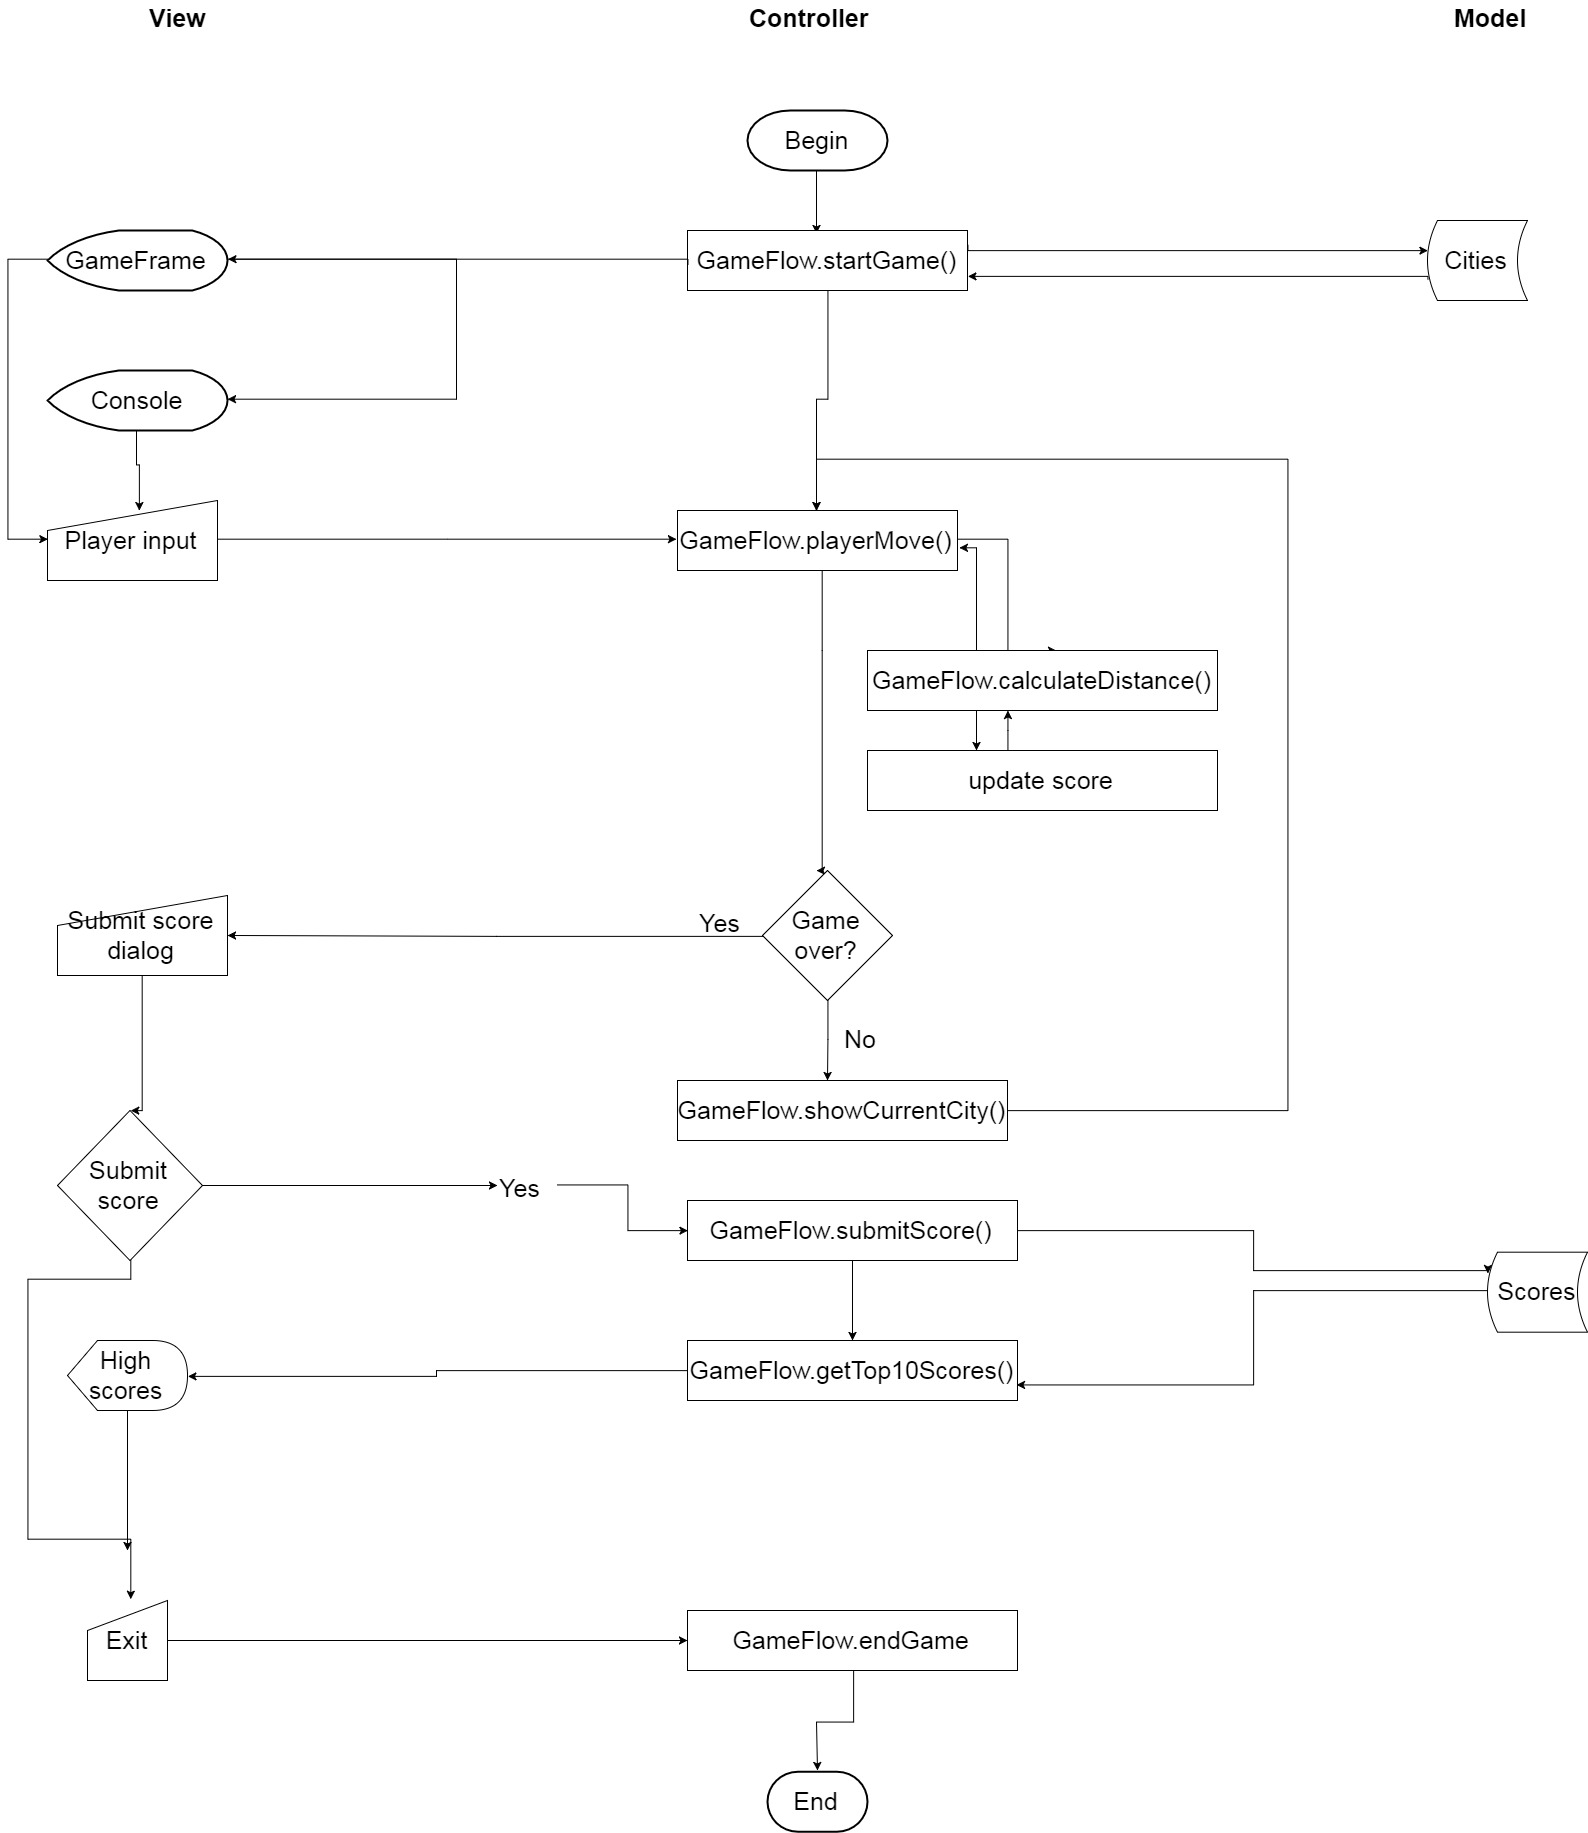 View
Controller
Model
Begin
GameFrame
GameFlow.startGame()
Cities
Console
Player input
GameFlow.playerMove()
GameFlow.calculateDistance()
update score
Submit score
dialog
Yes
Game
over?
No
GameFlow.showCurrentCity()
Submit
score
Yes
GameFlow.submitScore()
Scores
High
scores
GameFlow.getTop10Scores()
Exit
GameFlow.endGame
End